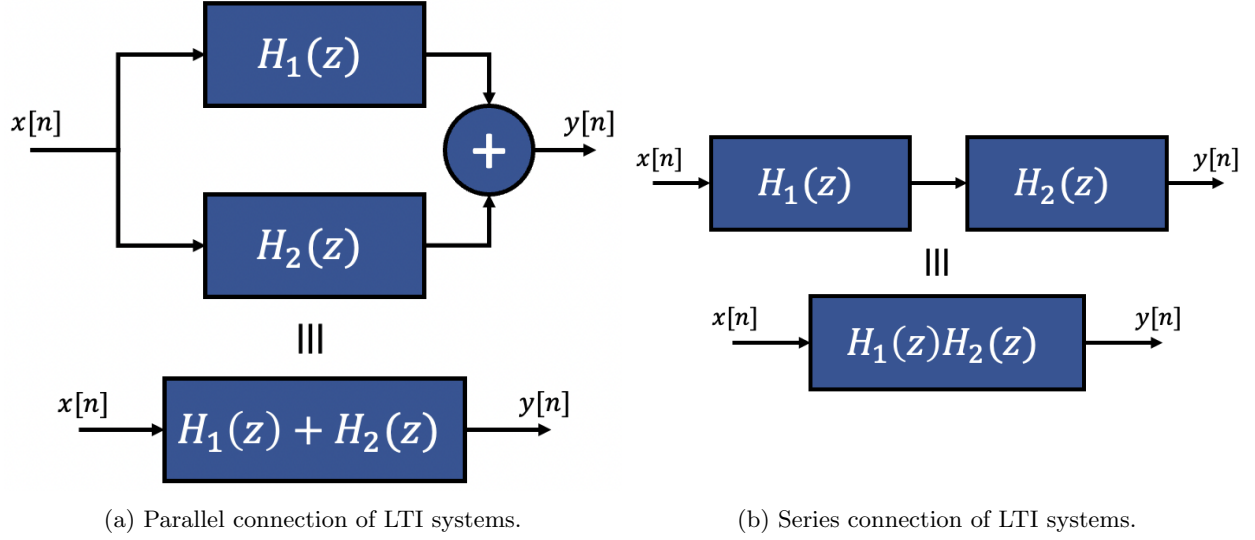 H₁(z)
x[n]
+
y[n]
H₂(z)
≡
x[n]
H₁(z) + H₂(z)
y[n]
(a) Parallel connection of LTI systems.
x[n]
H₁(z)
H₂(z)
y[n]
≡
x[n]
H₁(z)H₂(z)
y[n]
(b) Series connection of LTI systems.